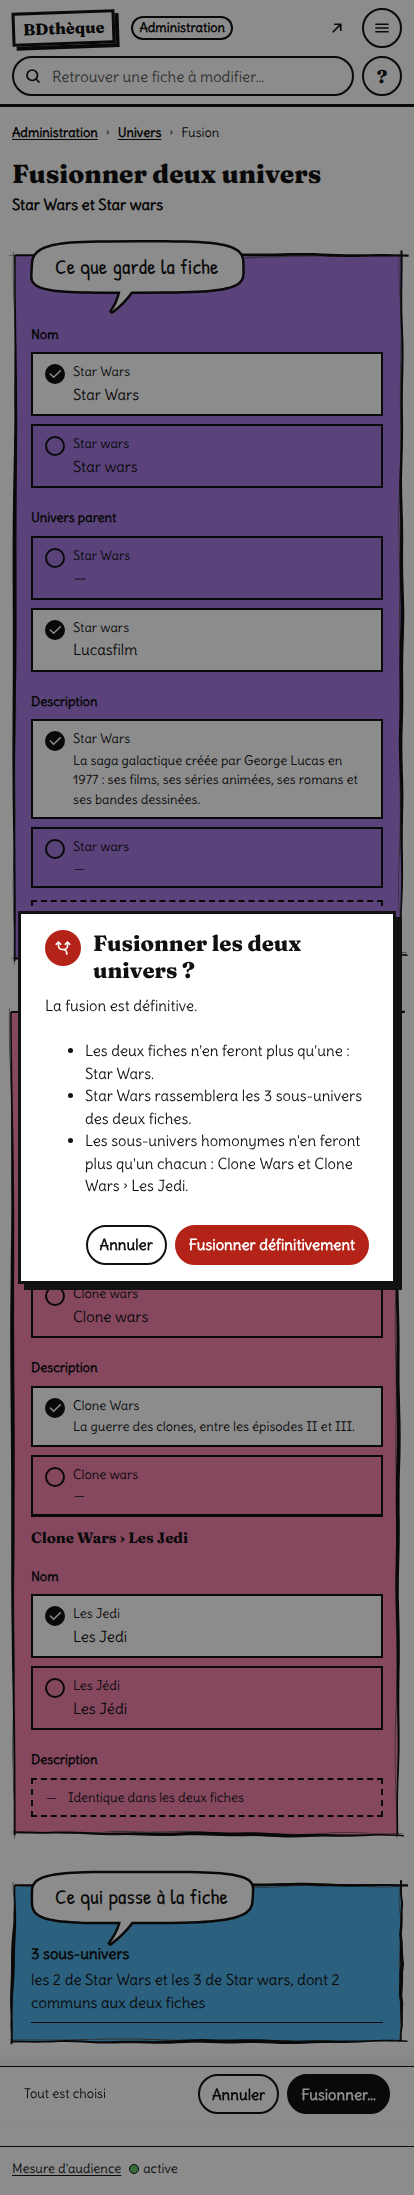 BDthèque
Administration
Retrouver une fiche à modifier...
?
Administration › Univers › Fusion
Fusionner deux univers
Star Wars et Star wars
Ce que garde la fiche
Nom
Star Wars
Star Wars
Star wars
Star wars
Univers parent
Star Wars
—
Star wars
Lucasfilm
Description
Star Wars
La saga galactique créée par George Lucas en
1977 : ses films, ses séries animées, ses romans et
ses bandes dessinées.
Star wars
—
Fusionner les deux
univers ?
La fusion est définitive.
• Les deux fiches n'en feront plus qu'une :
Star Wars.
• Star Wars rassemblera les 3 sous-univers
des deux fiches.
• Les sous-univers homonymes n'en feront
plus qu'un chacun : Clone Wars et Clone
Wars › Les Jedi.
Annuler
Fusionner définitivement
Clone wars
Clone wars
Description
Clone Wars
La guerre des clones, entre les épisodes II et III.
Clone wars
—
Clone Wars › Les Jedi
Nom
Les Jedi
Les Jedi
Les Jédi
Les Jédi
Description
— Identique dans les deux fiches
Ce qui passe à la fiche
3 sous-univers
les 2 de Star Wars et les 3 de Star wars, dont 2
communs aux deux fiches
Tout est choisi
Annuler
Fusionner...
Mesure d'audience
active